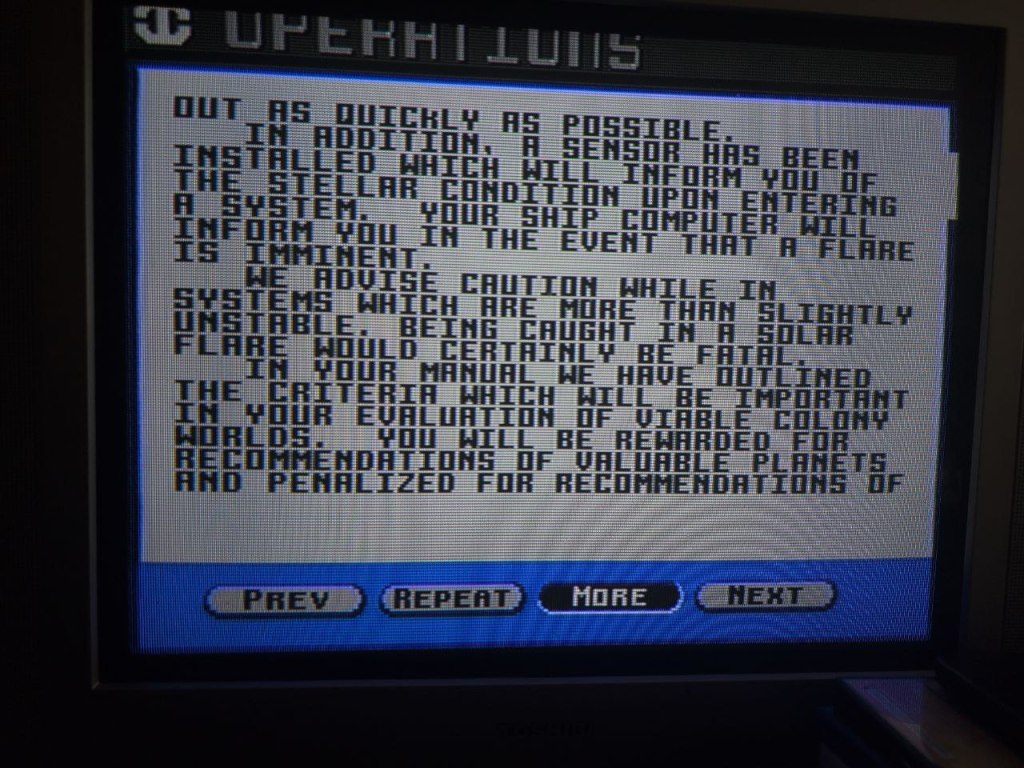 OPERATIONS
OUT AS QUICKLY AS POSSIBLE.
IN ADDITION, A SENSOR HAS BEEN
INSTALLED WHICH WILL INFORM YOU OF
THE STELLAR CONDITION UPON ENTERING
A SYSTEM. YOUR SHIP COMPUTER WILL
INFORM YOU IN THE EVENT THAT A FLARE
IS IMMINENT.
WE ADVISE CAUTION WHILE IN
SYSTEMS WHICH ARE MORE THAN SLIGHTLY
UNSTABLE. BEING CAUGHT IN A SOLAR
FLARE WOULD CERTAINLY BE FATAL.
IN YOUR MANUAL WE HAVE OUTLINED
THE CRITERIA WHICH WILL BE IMPORTANT
IN YOUR EVALUATION OF VIABLE COLONY
WORLDS. YOU WILL BE REWARDED FOR
RECOMMENDATIONS OF VALUABLE PLANETS
AND PENALIZED FOR RECOMMENDATIONS OF
PREV REPEAT MORE NEXT